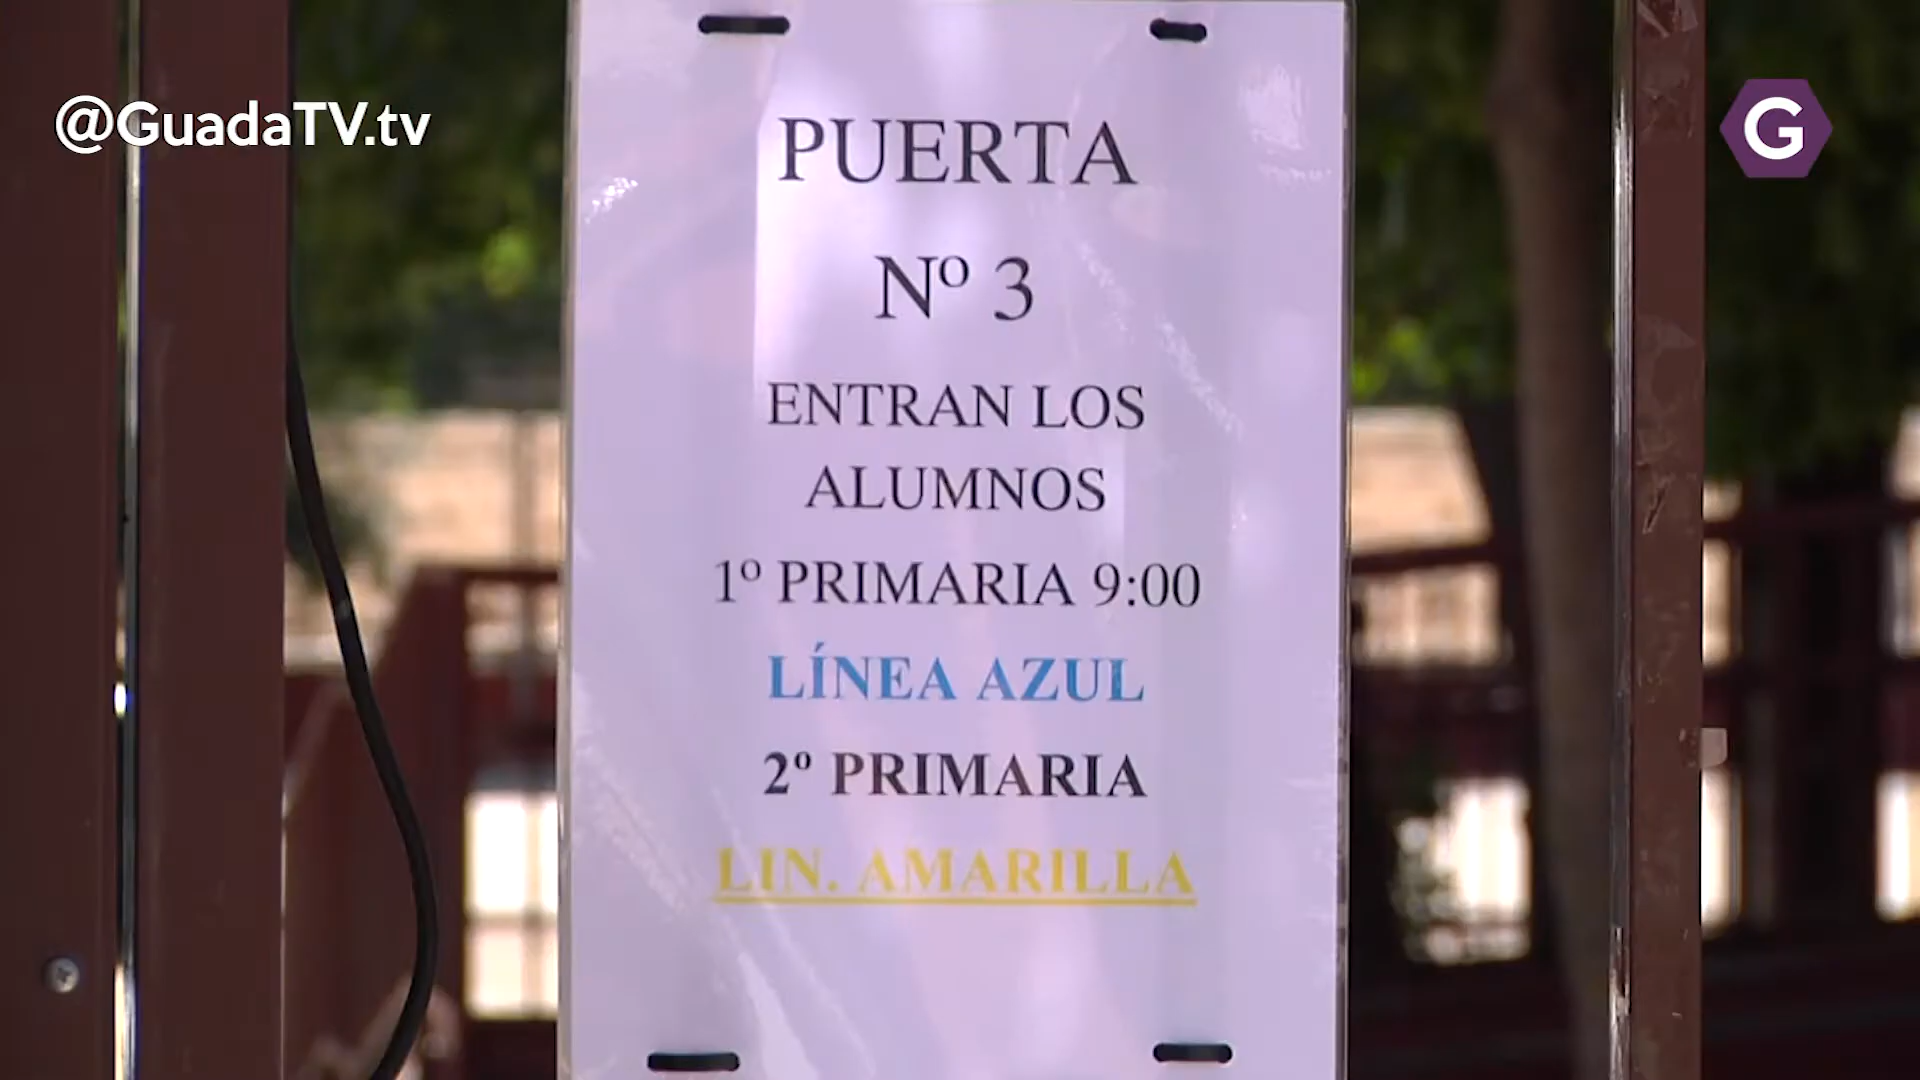 @GuadaTV.tv
G
PUERTA
Nº 3
ENTRAN LOS
ALUMNOS
1º PRIMARIA 9:00
LÍNEA AZUL
2º PRIMARIA
LIN. AMARILLA